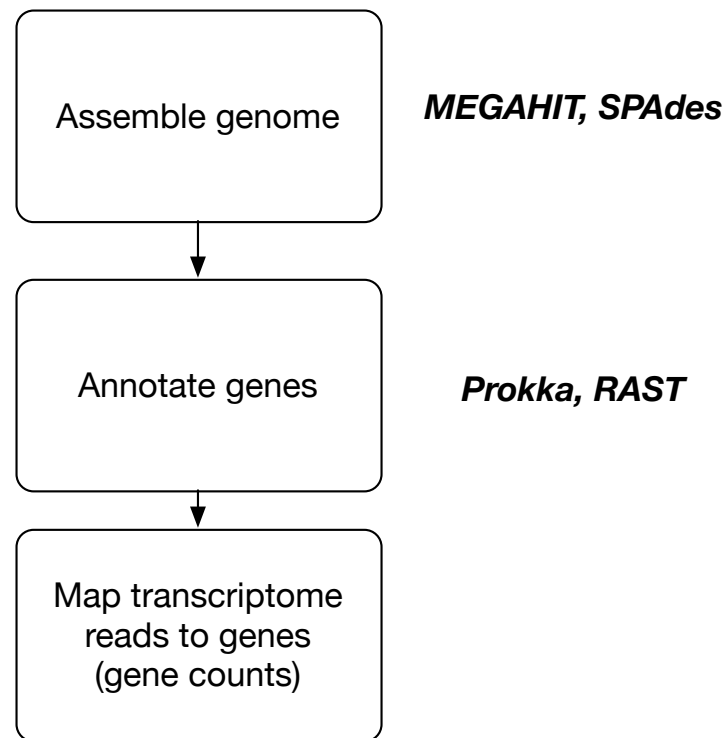 Assemble genome
MEGAHIT, SPAdes
Annotate genes
Prokka, RAST
Map transcriptome
reads to genes
(gene counts)